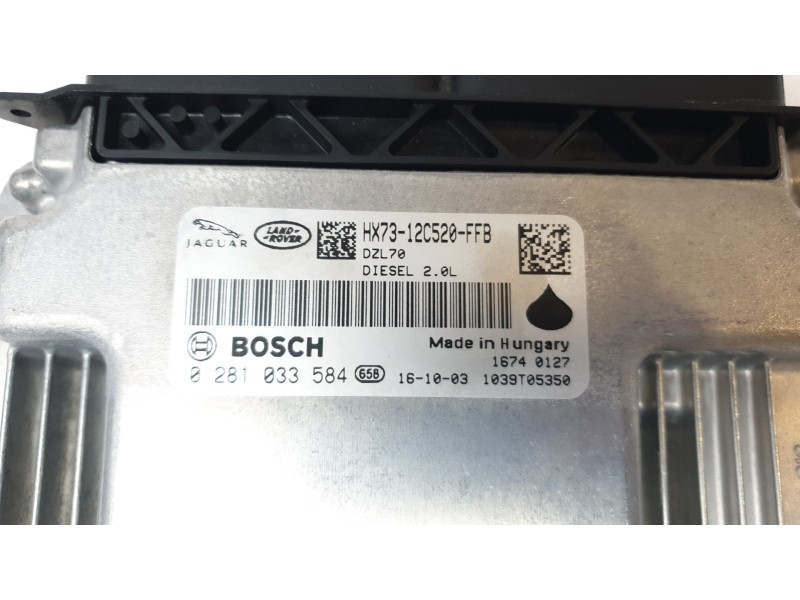 JAGUAR
LAND-
ROVER
HX73-12C520-FFB
DZL70
DIESEL 2.0L
BOSCH
Made in Hungary
1674 0127
0 281 033 584 65B 16-10-03 1039T05350